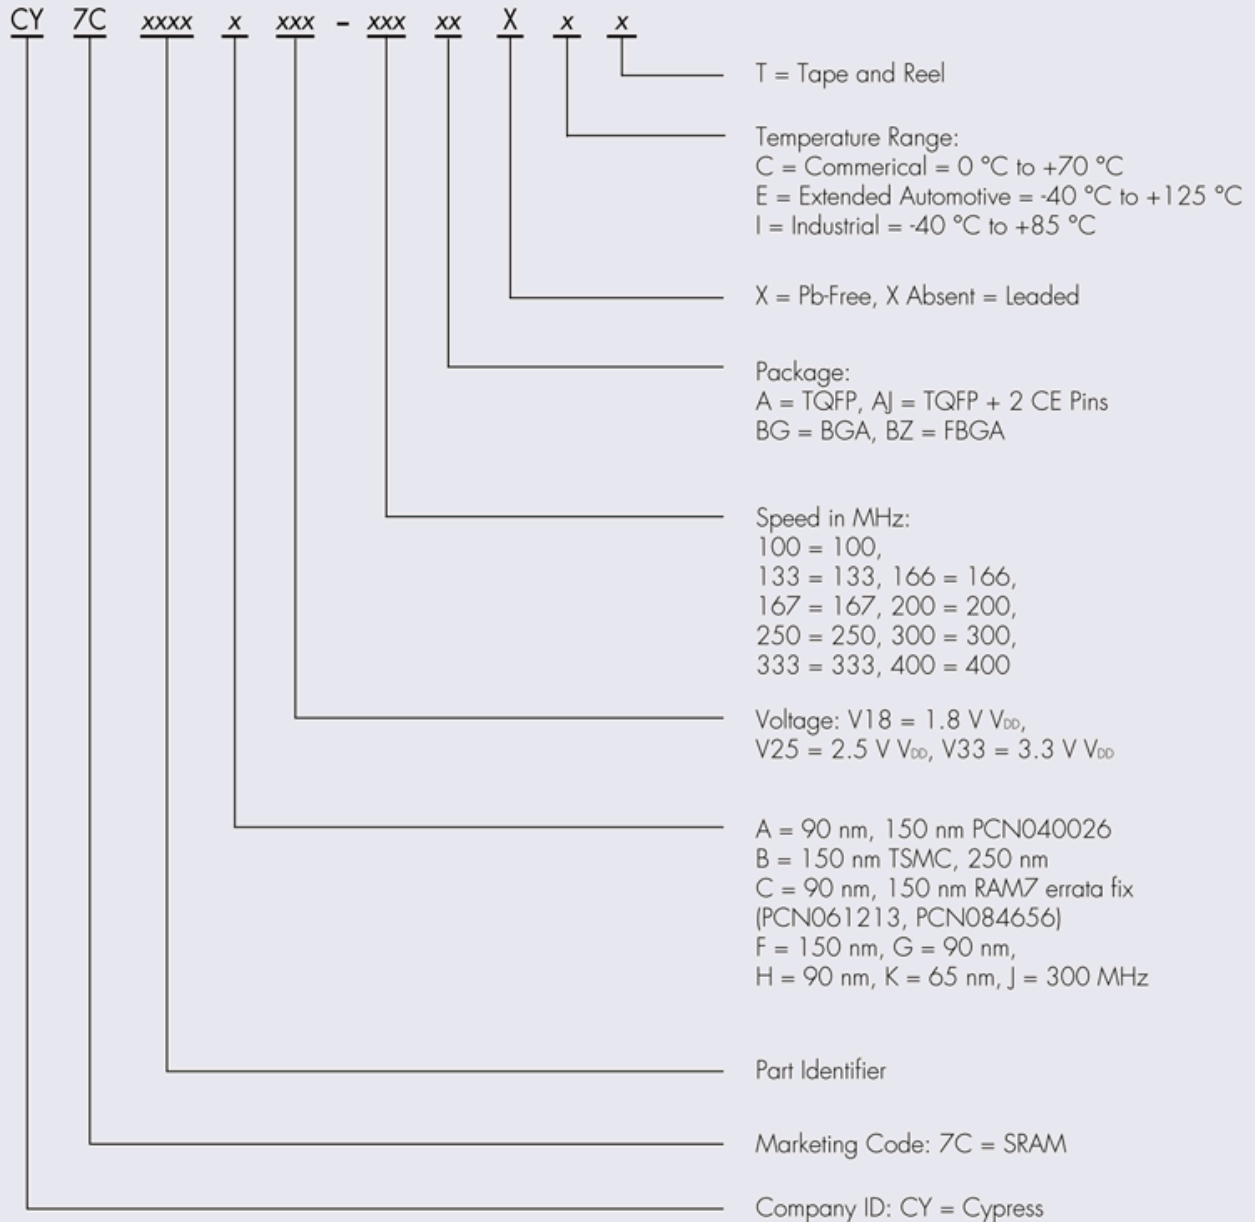 CY 7C xxxx x xxx – xxx xx X x x
T = Tape and Reel
Temperature Range:
C = Commerical = 0 °C to +70 °C
E = Extended Automotive = -40 °C to +125 °C
I = Industrial = -40 °C to +85 °C
X = Pb-Free, X Absent = Leaded
Package:
A = TQFP, AJ = TQFP + 2 CE Pins
BG = BGA, BZ = FBGA
Speed in MHz:
100 = 100,
133 = 133, 166 = 166,
167 = 167, 200 = 200,
250 = 250, 300 = 300,
333 = 333, 400 = 400
Voltage: V18 = 1.8 V VDD,
V25 = 2.5 V VDD, V33 = 3.3 V VDD
A = 90 nm, 150 nm PCN040026
B = 150 nm TSMC, 250 nm
C = 90 nm, 150 nm RAM7 errata fix
(PCN061213, PCN084656)
F = 150 nm, G = 90 nm,
H = 90 nm, K = 65 nm, J = 300 MHz
Part Identifier
Marketing Code: 7C = SRAM
Company ID: CY = Cypress